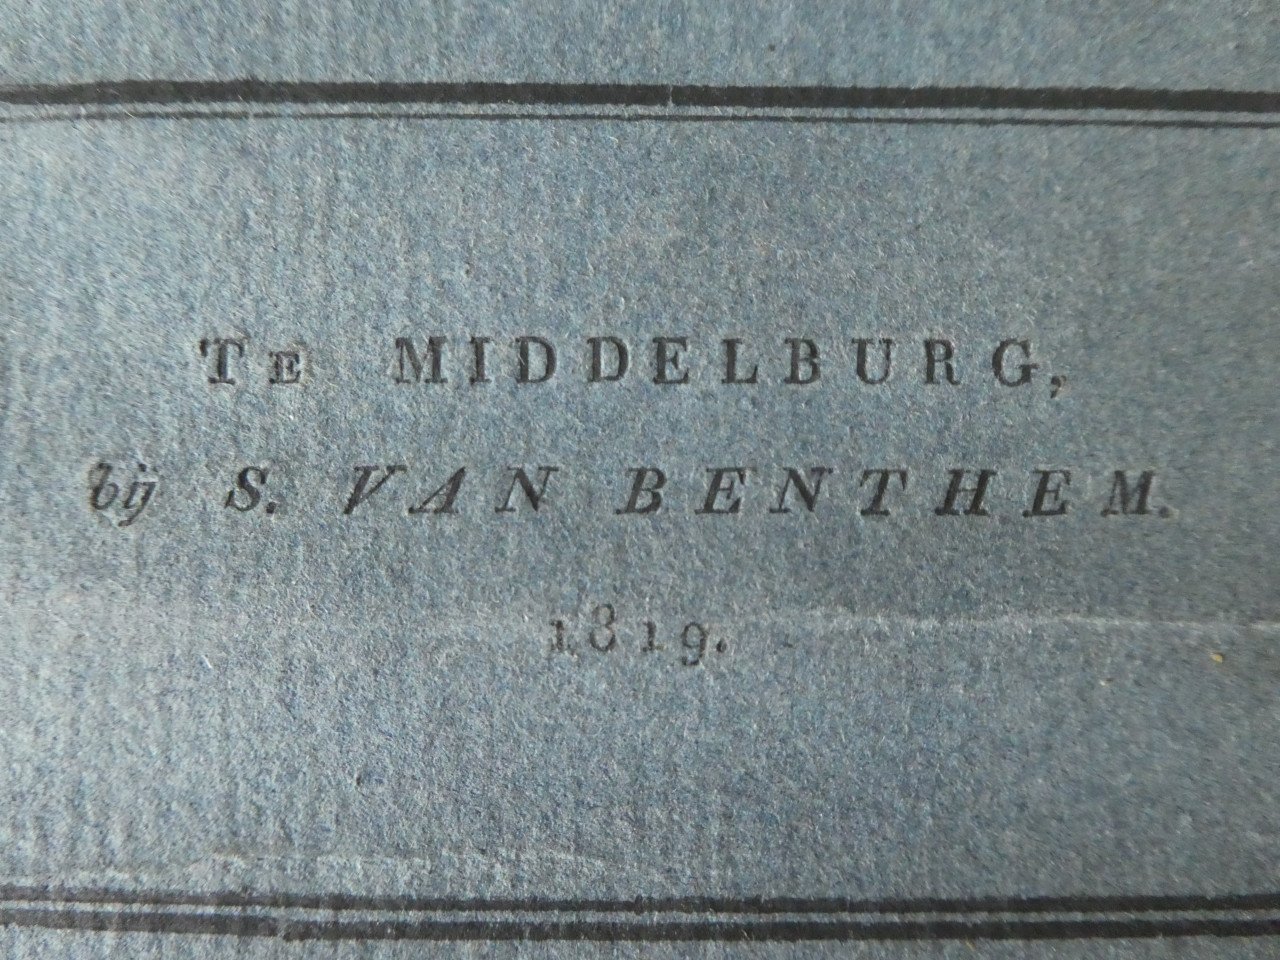 TE MIDDELBURG,
bij S. VAN BENTHEM.
1819.